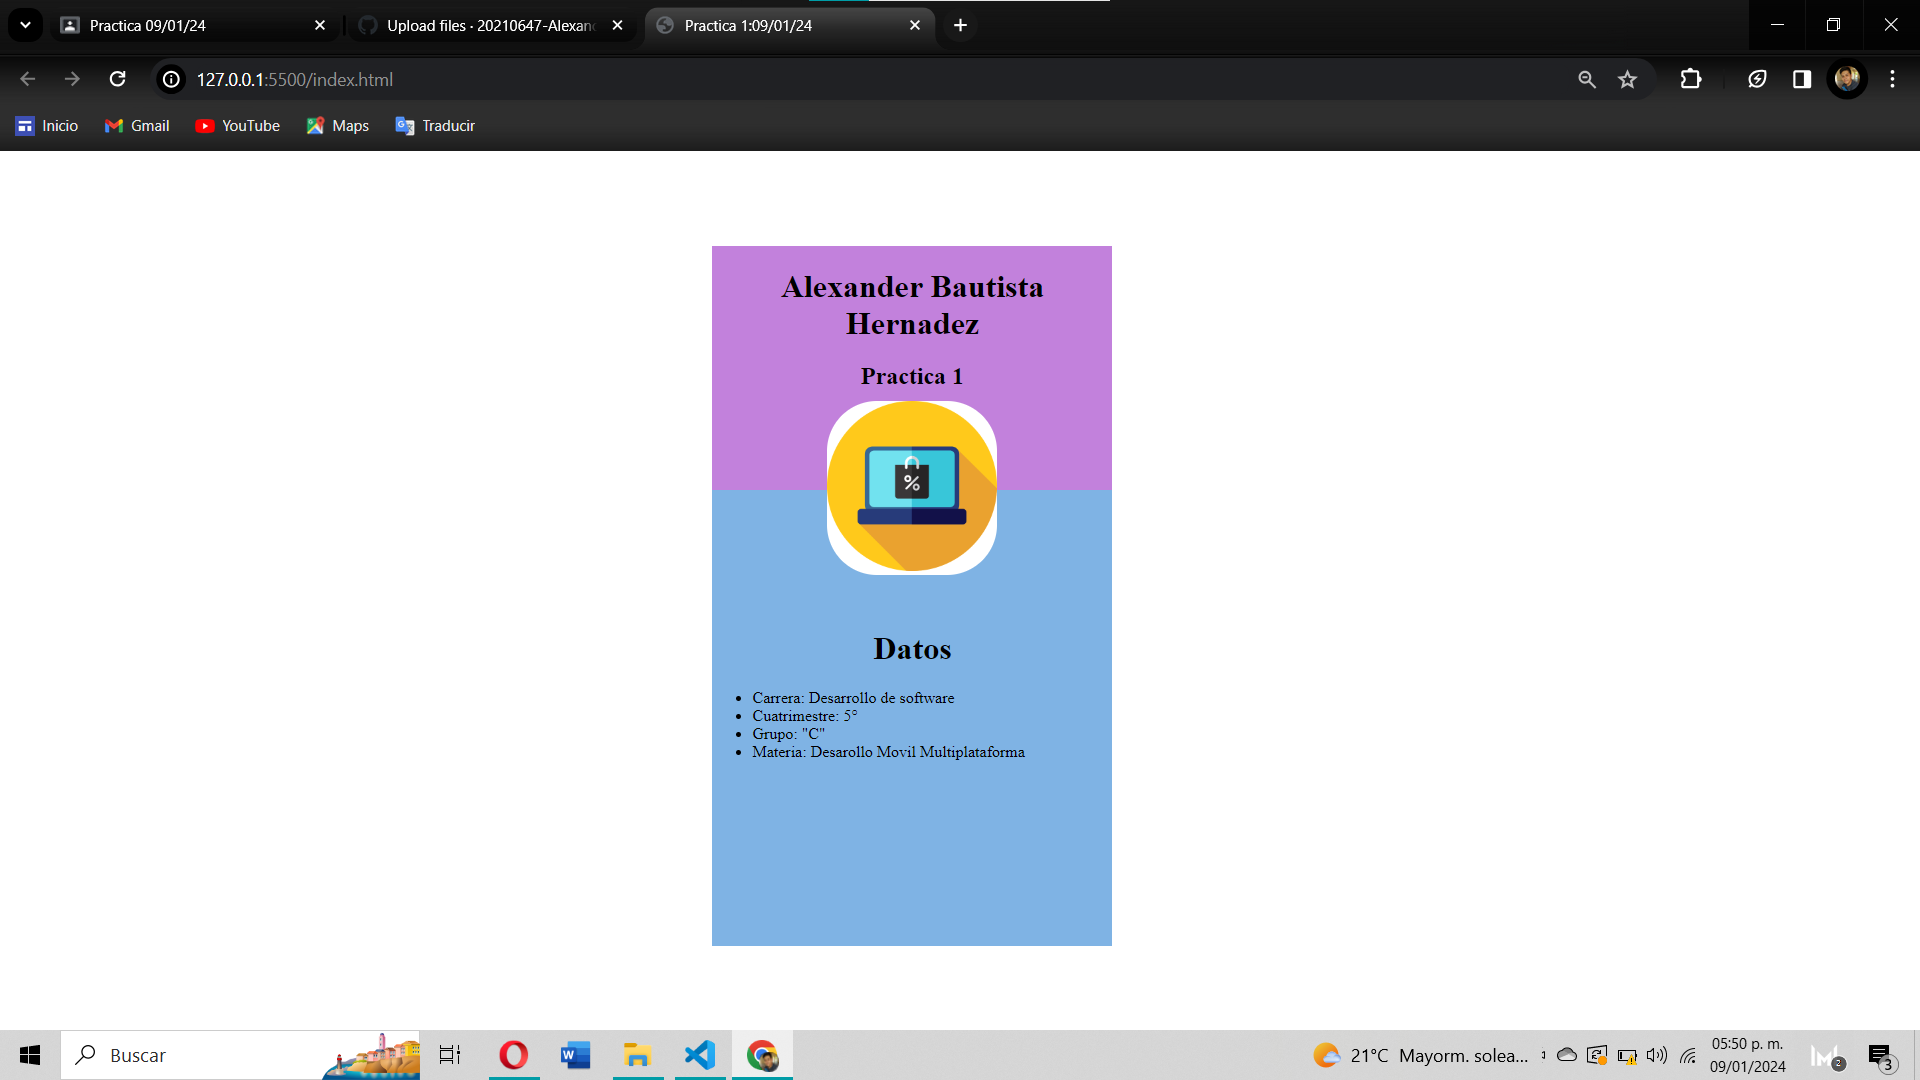 Practica 09/01/24
Upload files · 20210647-Alexan
Practica 1:09/01/24
127.0.0.1:5500/index.html
Inicio
Gmail
YouTube
Maps
Traducir
Alexander Bautista
Hernadez
Practica 1
%
Datos
• Carrera: Desarrollo de software
• Cuatrimestre: 5°
• Grupo: "C"
• Materia: Desarollo Movil Multiplataforma
Buscar
21°C Mayorm. solea...
05:50 p. m.
09/01/2024
2
3